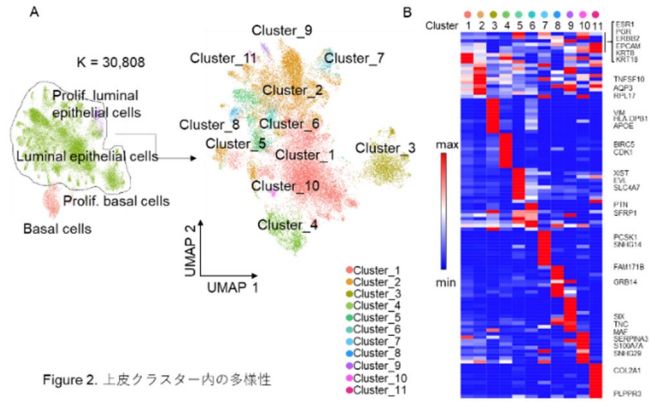 A
K = 30,808
Prolif. luminal
epithelial cells
Luminal epithelial cells
Prolif. basal cells
Basal cells
Cluster_9
Cluster_11
Cluster_7
Cluster_2
Cluster_8
Cluster_6
Cluster_5
Cluster_1
Cluster_3
Cluster_10
Cluster_4
UMAP 2
UMAP 1
Cluster_1
Cluster_2
Cluster_3
Cluster_4
Cluster_5
Cluster_6
Cluster_7
Cluster_8
Cluster_9
Cluster_10
Cluster_11
B
Cluster
1 2 3 4 5 6 7 8 9 10 11
max
min
ESR1
PGR
ERBB2
EPCAM
KRT8
KRT18
TNFSF10
AQP3
RPL17
VIM
HLA-DPB1
APOE
BIRC5
CDK1
XIST
EVL
SLC4A7
PTN
SFRP1
PCSK1
SNHG14
FAM171B
GRB14
SIX
TNC
MAF
SERPINA3
S100A7A
SNHG29
COL2A1
PLPPR3
Figure 2. 上皮クラスター内の多様性